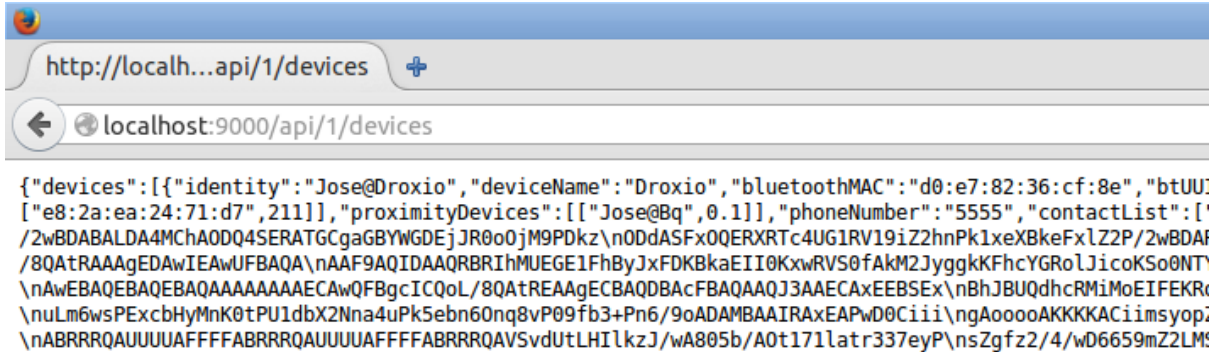 http://localh...api/1/devices
localhost:9000/api/1/devices
{"devices":[{"identity":"Jose@Droxio","deviceName":"Droxio","bluetoothMAC":"d0:e7:82:36:cf:8e","btUUI
["e8:2a:ea:24:71:d7",211]],"proximityDevices":[["Jose@Bq",0.1]],"phoneNumber":"5555","contactList":["
/2wBDABALDA4MChAODQ4SERATGCgaGBYWGDEjJR0oOjM9PDkz\nODdASFxOQERXRTc4UG1RV19iZ2hnPk1xeXBkeFxlZ2P/2wBDAR
/8QAtRAAAgEDAwIEAwUFBAQA\nAAF9AQIDAAQRBRIhMUEGE1FhByJxFDKBkaEII0KxwRVS0fAkM2JyggkKFhcYGRolJicoKSo0NTY
\nAwEBAQEBAQEBAQAAAAAAAAECAwQFBgcICQoL/8QAtREAAgECBAQDBAcFBAQAAQJ3AAECAxEEBSEx\nBhJBUQdhcRMiMoEIFEKRo
\nuLm6wsPExcbHyMnK0tPU1dbX2Nna4uPk5ebn6Onq8vP09fb3+Pn6/9oADAMBAAIRAxEAPwD0Ciii\ngAooooAKKKKACiimsyopZ
\nABRRRQAUUUUAFFFFABRRRQAUUUUAFFFFABRRRQAVSvdUtLHIlkzJ/wA805b/AOt171latr337eyP\nsZgfz2/4/wD6659mZ2LMS